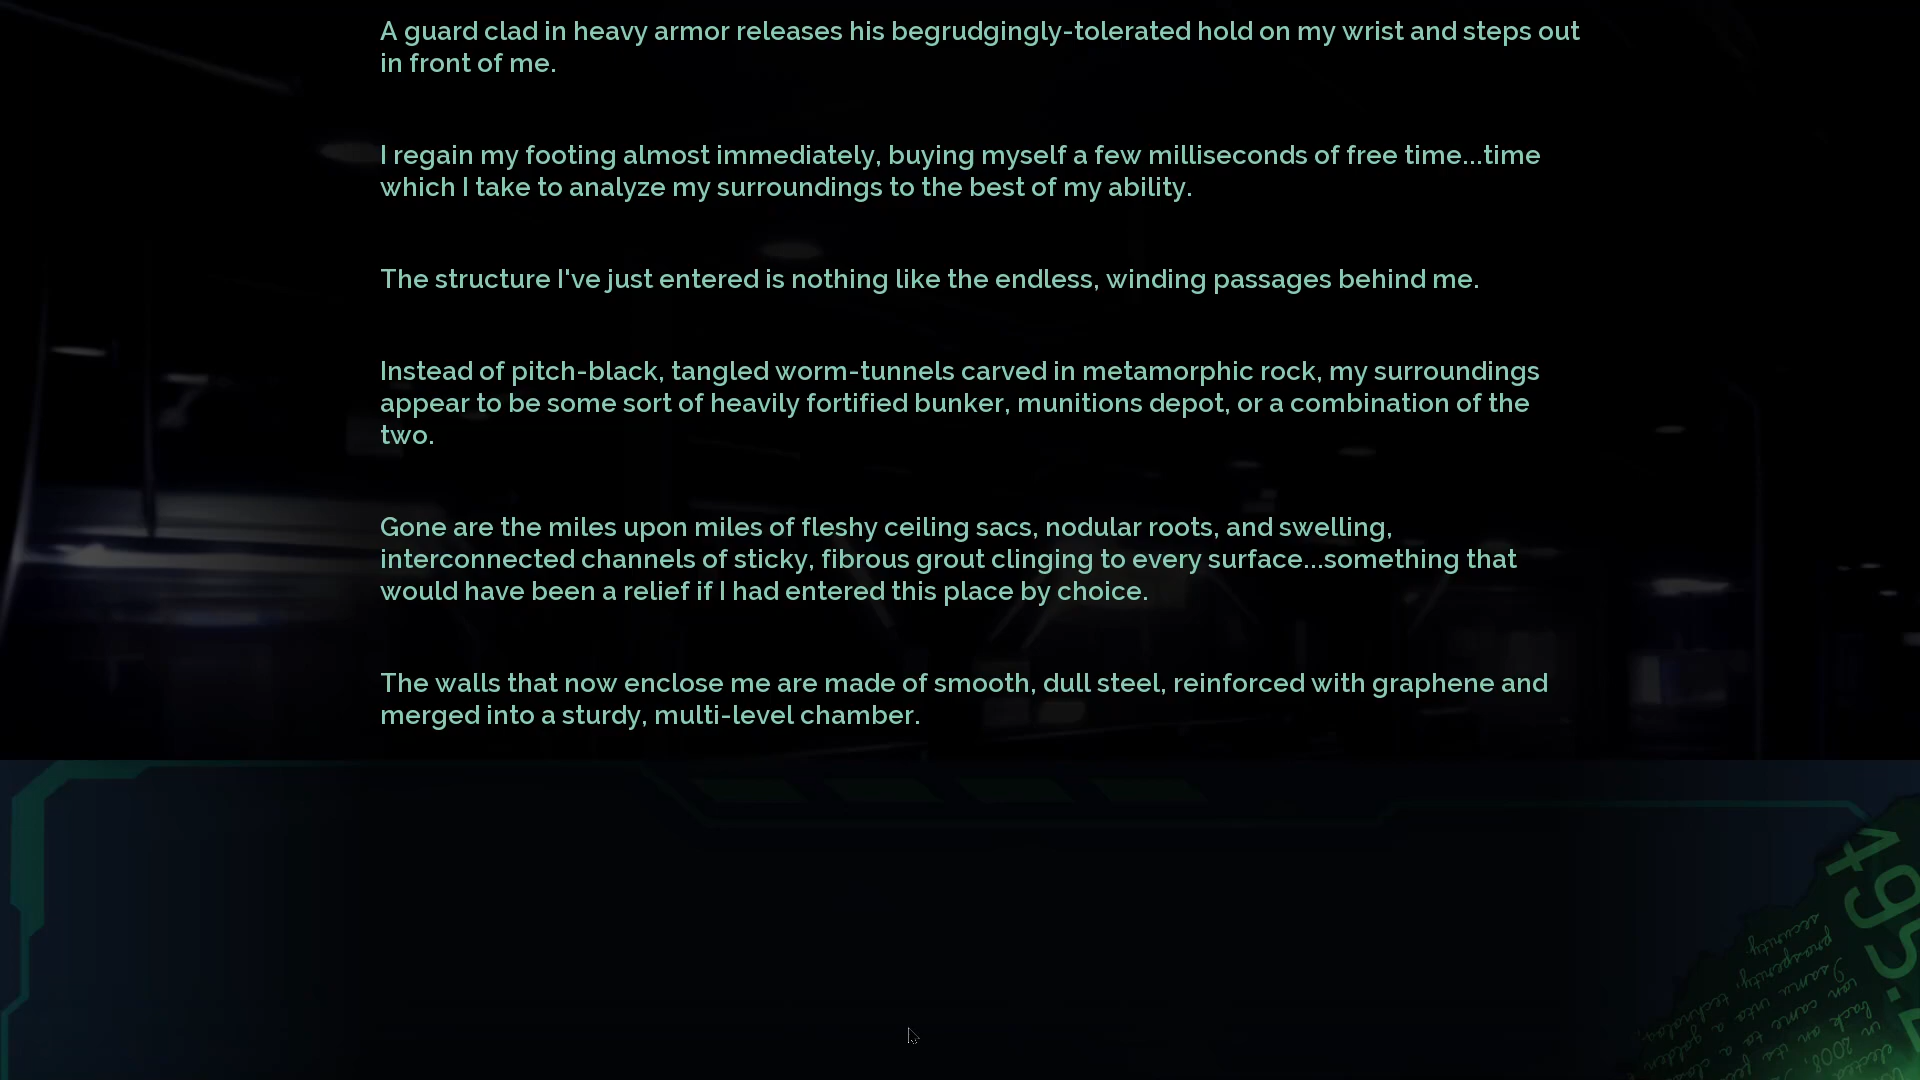 A guard clad in heavy armor releases his begrudgingly-tolerated hold on my wrist and steps out
in front of me.
I regain my footing almost immediately, buying myself a few milliseconds of free time...time
which I take to analyze my surroundings to the best of my ability.
The structure I've just entered is nothing like the endless, winding passages behind me.
Instead of pitch-black, tangled worm-tunnels carved in metamorphic rock, my surroundings
appear to be some sort of heavily fortified bunker, munitions depot, or a combination of the
two.
Gone are the miles upon miles of fleshy ceiling sacs, nodular roots, and swelling,
interconnected channels of sticky, fibrous grout clinging to every surface...something that
would have been a relief if I had entered this place by choice.
The walls that now enclose me are made of smooth, dull steel, reinforced with graphene and
merged into a sturdy, multi-level chamber.
195.
security.
prosperity,
technolo
golden
in 2008,